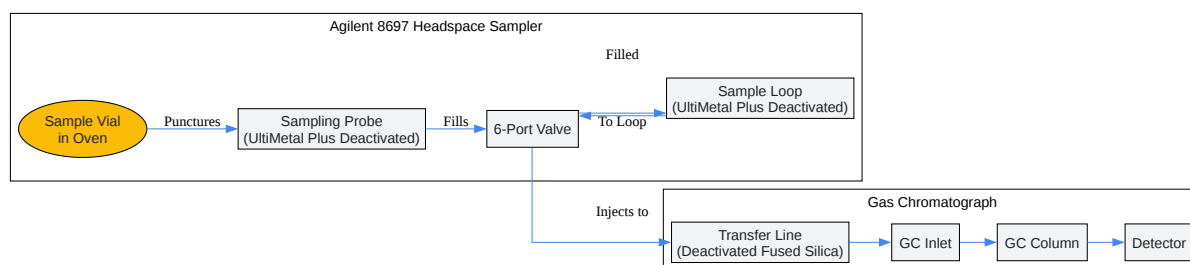 Agilent 8697 Headspace Sampler
Filled
Sample Vial
in Oven
Punctures
Sampling Probe
(UltiMetal Plus Deactivated)
Fills
6-Port Valve
To Loop
Sample Loop
(UltiMetal Plus Deactivated)
Injects to
Gas Chromatograph
Transfer Line
(Deactivated Fused Silica)
GC Inlet
GC Column
Detector